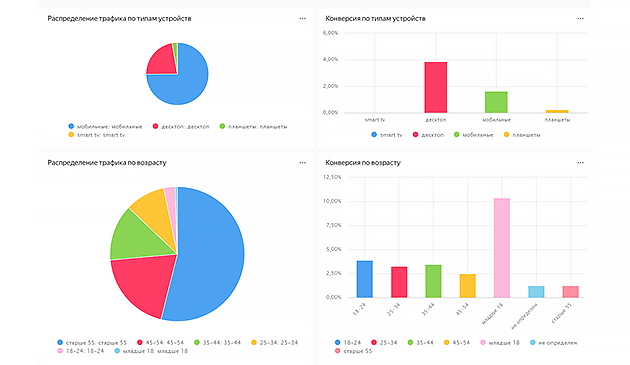 Распределение трафика по типам устройств
мобильные: мобильные
десктоп: десктоп
планшеты: планшеты
smart tv: smart tv
Конверсия по типам устройств
6,00%
4,00%
2,00%
0,00%
smart tv
десктоп
мобильные
планшеты
smart tv
десктоп
мобильные
планшеты
Распределение трафика по возрасту
старше 55: старше 55
45–54: 45–54
35–44: 35–44
25–34: 25–34
18–24: 18–24
младше 18: младше 18
Конверсия по возрасту
12,50%
10,00%
7,50%
5,00%
2,50%
0,00%
18–24
25–34
35–44
45–54
младше 18
не определен
старше 55
18–24
25–34
35–44
45–54
младше 18
не определен
старше 55